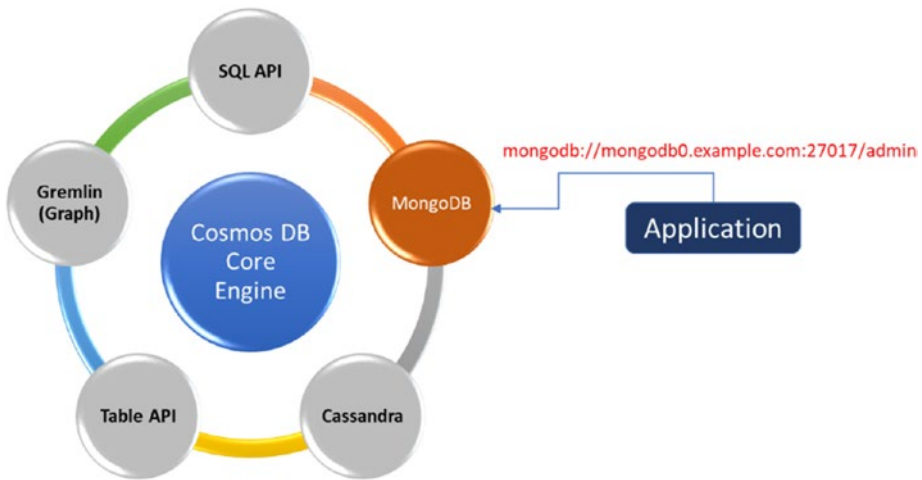 SQL API
mongodb://mongodb0.example.com:27017/admin
Gremlin
(Graph)
MongoDB
Application
Cosmos DB
Core
Engine
Table API
Cassandra